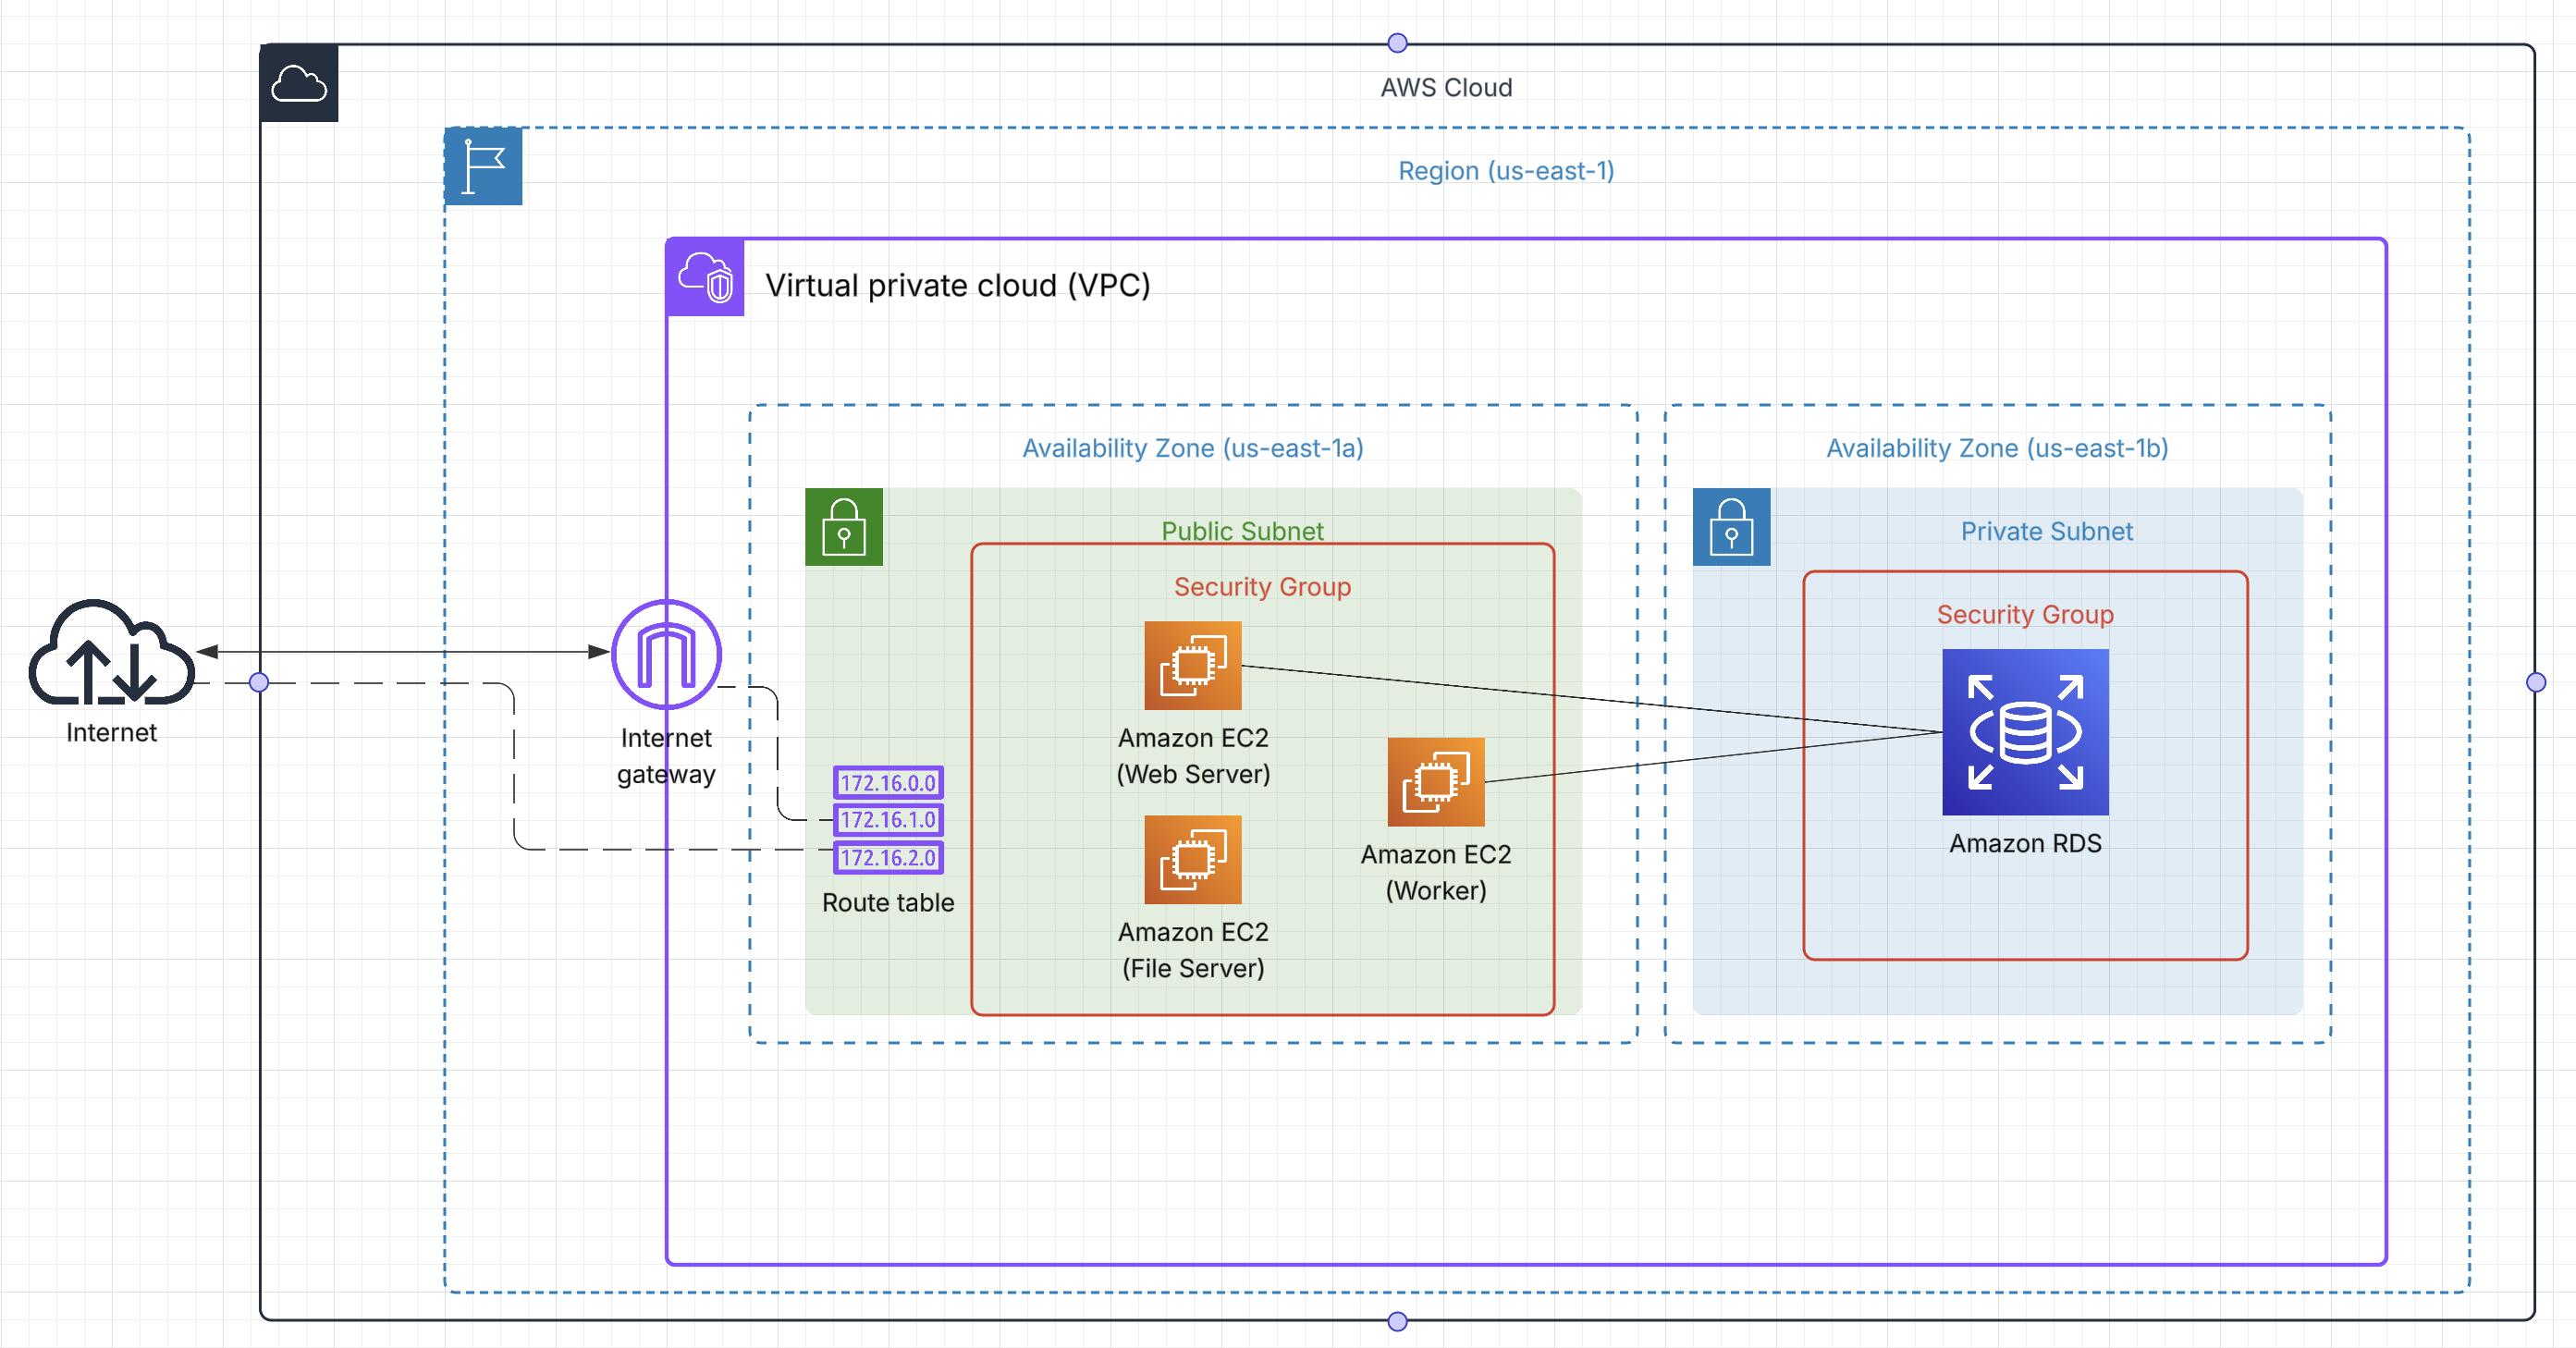 AWS Cloud
Region (us-east-1)
Virtual private cloud (VPC)
Availability Zone (us-east-1a)
Availability Zone (us-east-1b)
Public Subnet
Private Subnet
Security Group
Security Group
Internet
Internet
gateway
172.16.0.0
172.16.1.0
172.16.2.0
Route table
Amazon EC2
(Web Server)
Amazon EC2
(File Server)
Amazon EC2
(Worker)
Amazon RDS